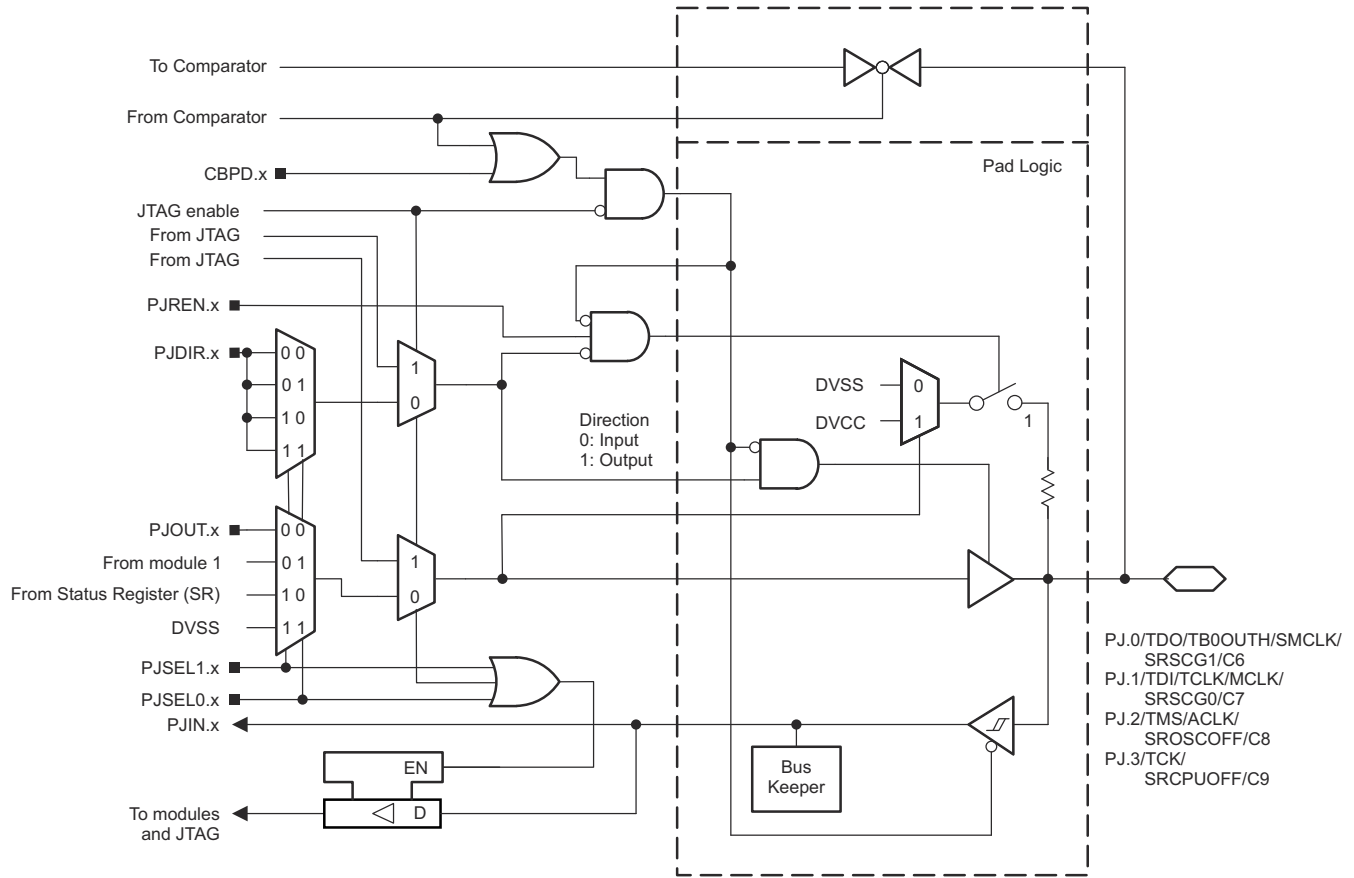 To Comparator
From Comparator
Pad Logic
CBPD.x
JTAG enable
From JTAG
From JTAG
PJREN.x
PJDIR.x
0 0
0 1
1 0
1 1
1
0
DVSS
DVCC
0
1
1
Direction
0: Input
1: Output
PJOUT.x
From module 1
From Status Register (SR)
DVSS
0 0
0 1
1 0
1 1
1
0
PJSEL1.x
PJSEL0.x
PJIN.x
EN
D
To modules
and JTAG
Bus
Keeper
PJ.0/TDO/TB0OUTH/SMCLK/
SRSCG1/C6
PJ.1/TDI/TCLK/MCLK/
SRSCG0/C7
PJ.2/TMS/ACLK/
SROSCOFF/C8
PJ.3/TCK/
SRCPUOFF/C9